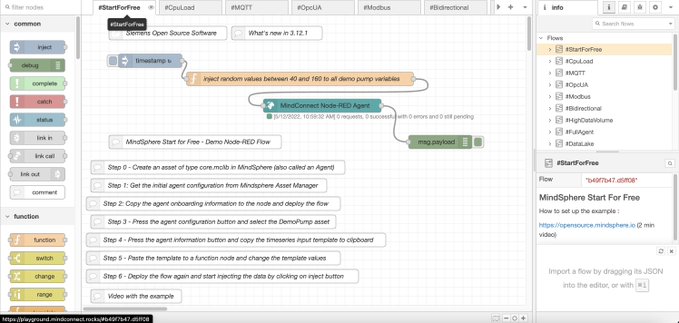 filter nodes
#StartForFree
#CpuLoad
#MQTT
#OpcUA
#Modbus
#Bidirectional
#StartForFree
common
inject
debug
complete
catch
status
link in
link call
link out
comment
function
function
switch
change
range
Siemens Open Source Software
What's new in 3.12.1
timestamp ↻
inject random values between 40 and 160 to all demo pump variables
MindConnect Node-RED Agent
[5/12/2022, 10:59:32 AM] 0 requests, 0 successful with 0 errors and 0 still pending
msg.payload
MindSphere Start for Free - Demo Node-RED Flow
Step 0 - Create an asset of type core.mclib in MindSphere (also called an Agent)
Step 1: Get the initial agent configuration from Mindsphere Asset Manager
Step 2: Copy the agent onboarding information to the node and deploy the flow
Step 3 - Press the agent configuration button and select the DemoPump asset
Step 4 - Press the agent information button and copy the timeseries input template to clipboard
Step 5 - Paste the template to a function node and change the template values
Step 6 - Deploy the flow again and start injecting the data by clicking on inject button
Video with the example
https://playground.mindconnect.rocks/#b49f7b47.d5ff08
info
Search flows
Flows
#StartForFree
#CpuLoad
#MQTT
#OpcUA
#Modbus
#Bidirectional
#HighDataVolume
#FullAgent
#DataLake
#StartForFree
Flow
"b49f7b47.d5ff08"
MindSphere Start For Free
How to set up the example :
https://opensource.mindsphere.io (2 min
video)
Import a flow by dragging its JSON
into the editor, or with ⌘i